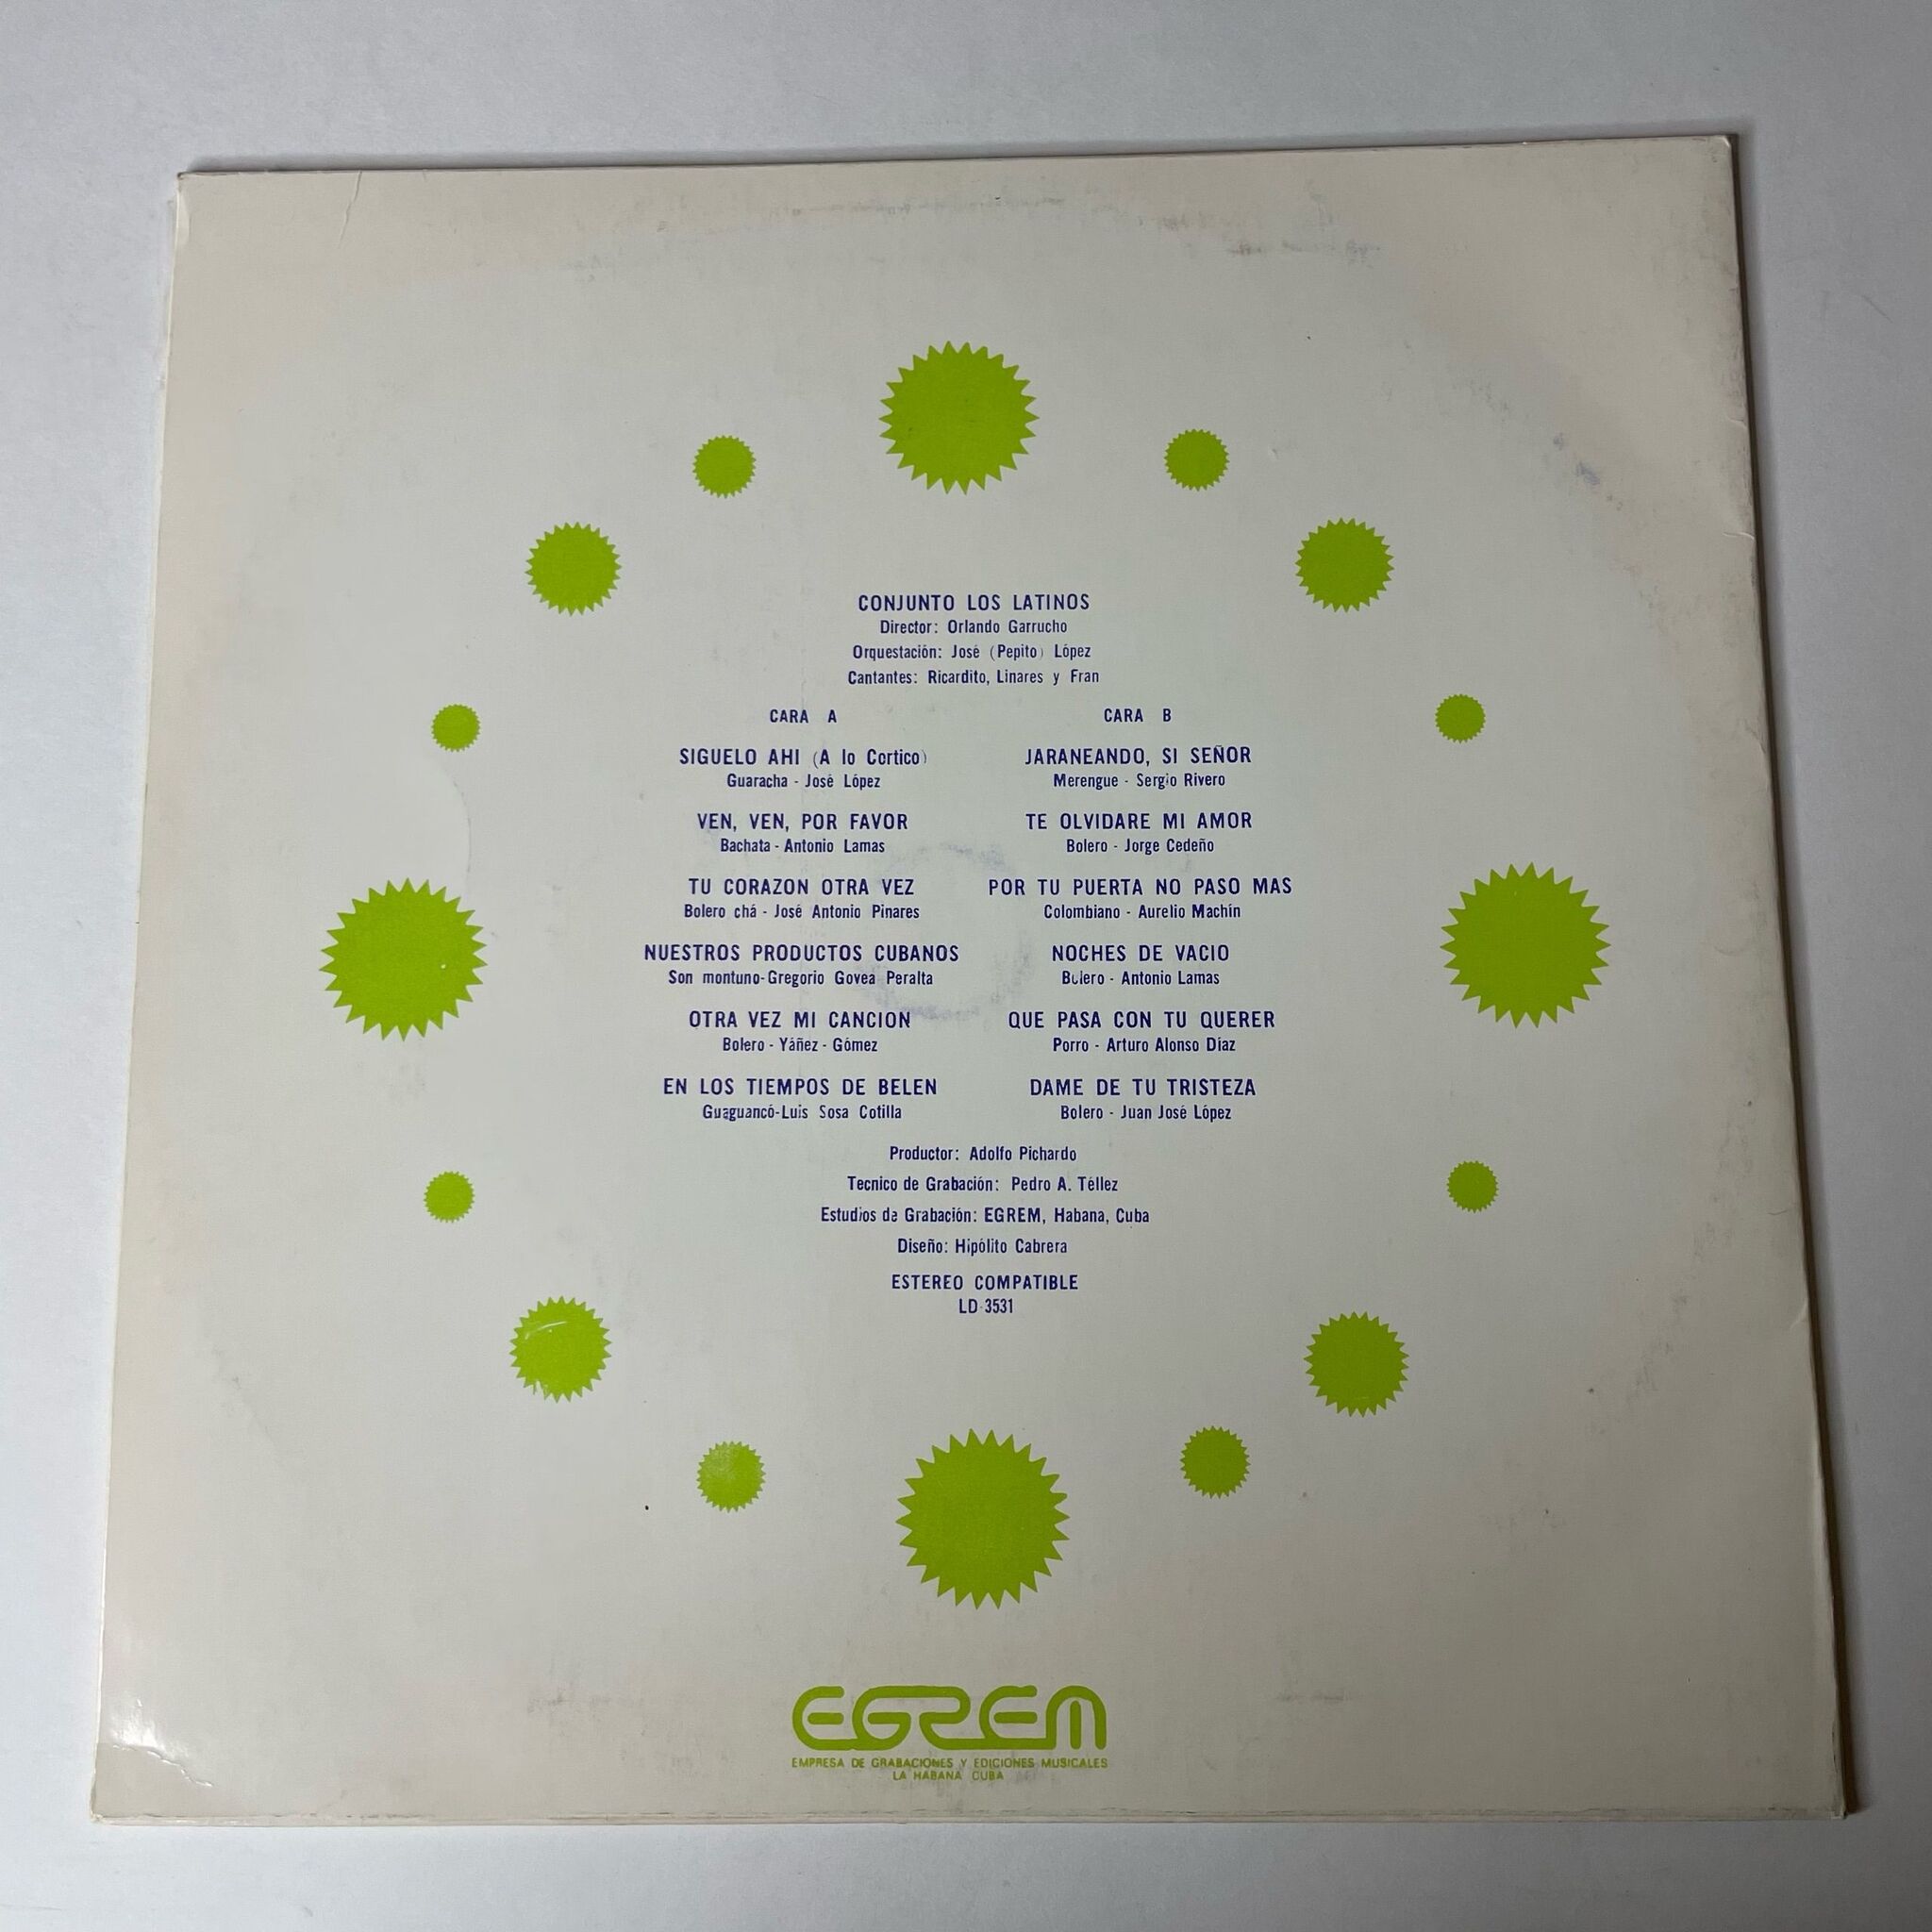 CONJUNTO LOS LATINOS
Director: Orlando Garrucho
Orquestación: José (Pepito) López
Cantantes: Ricardito, Linares y Fran
CARA A
SIGUELO AHI (A lo Cortico)
Guaracha - José López
VEN, VEN, POR FAVOR
Bachata - Antonio Lamas
TU CORAZON OTRA VEZ
Bolero chá - José Antonio Pinares
NUESTROS PRODUCTOS CUBANOS
Son montuno-Gregorio Govea Peralta
OTRA VEZ MI CANCION
Bolero - Yáñez - Gómez
EN LOS TIEMPOS DE BELEN
Guaguancó-Luis Sosa Cotilla
CARA B
JARANEANDO, SI SEÑOR
Merengue - Sergio Rivero
TE OLVIDARE MI AMOR
Bolero - Jorge Cedeño
POR TU PUERTA NO PASO MAS
Colombiano - Aurelio Machín
NOCHES DE VACIO
Bolero - Antonio Lamas
QUE PASA CON TU QUERER
Porro - Arturo Alonso Díaz
DAME DE TU TRISTEZA
Bolero - Juan José López
Productor: Adolfo Pichardo
Tecnico de Grabación: Pedro A. Téllez
Estudios de Grabación: EGREM, Habana, Cuba
Diseño: Hipólito Cabrera
ESTEREO COMPATIBLE
LD-3531
EGREM
EMPRESA DE GRABACIONES Y EDICIONES MUSICALES
LA HABANA CUBA